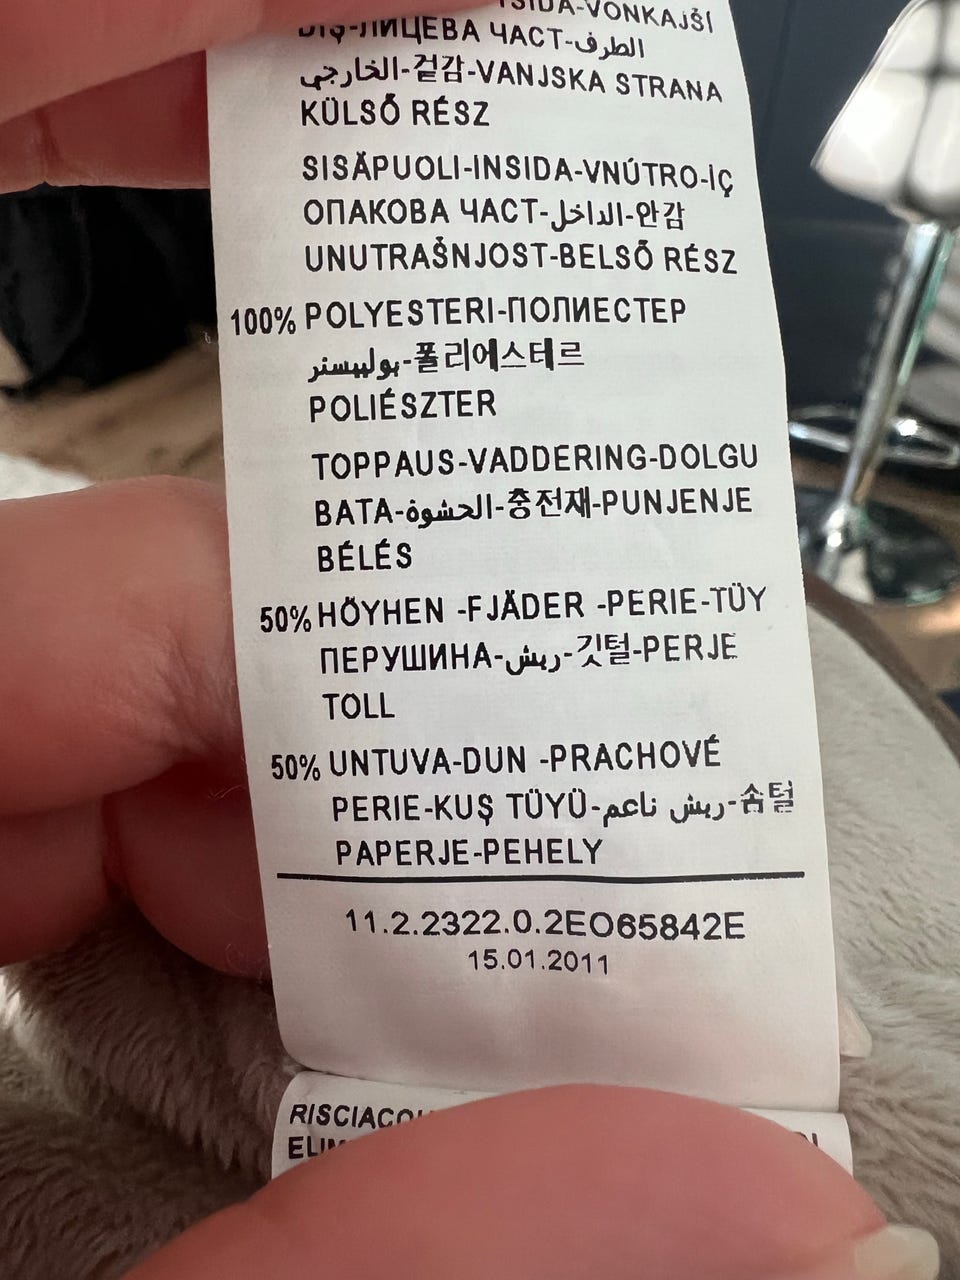 -VONKAJŠÍ
DIŞ-ЛИЦЕВА ЧАСТ-الطرف
الخارجي-겉감-VANJSKA STRANA
KÜLSŐ RÉSZ
SISÄPUOLI-INSIDA-VNÚTRO-İÇ
ОПАКОВА ЧАСТ-الداخل-안감
UNUTRAŠNJOST-BELSŐ RÉSZ
100% POLYESTERI-ПОЛИЕСТЕР
بولييستر-폴리에스테르
POLIÉSZTER
TOPPAUS-VADDERING-DOLGU
ВАТА-الحشوة-충전재-PUNJENJE
BÉLÉS
50% HÖYHEN -FJÄDER -PERIE-TÜY
ПЕРУШИНА-ريش-깃털-PERJE
TOLL
50% UNTUVA-DUN -PRACHOVÉ
PERIE-KUŞ TÜYÜ-ريش ناعم-솜털
PAPERJE-PEHELY
11.2.2322.0.2EO65842E
15.01.2011